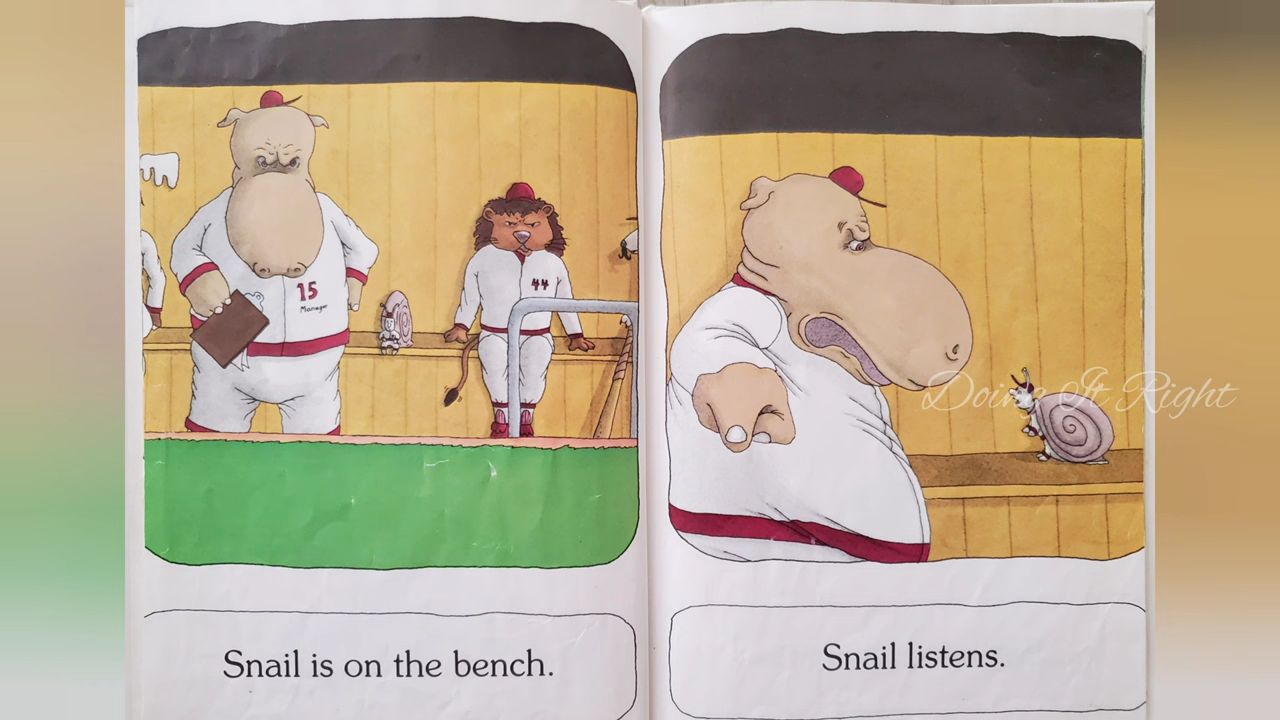 15
Manager
44
Doing It Right
Snail is on the bench.
Snail listens.